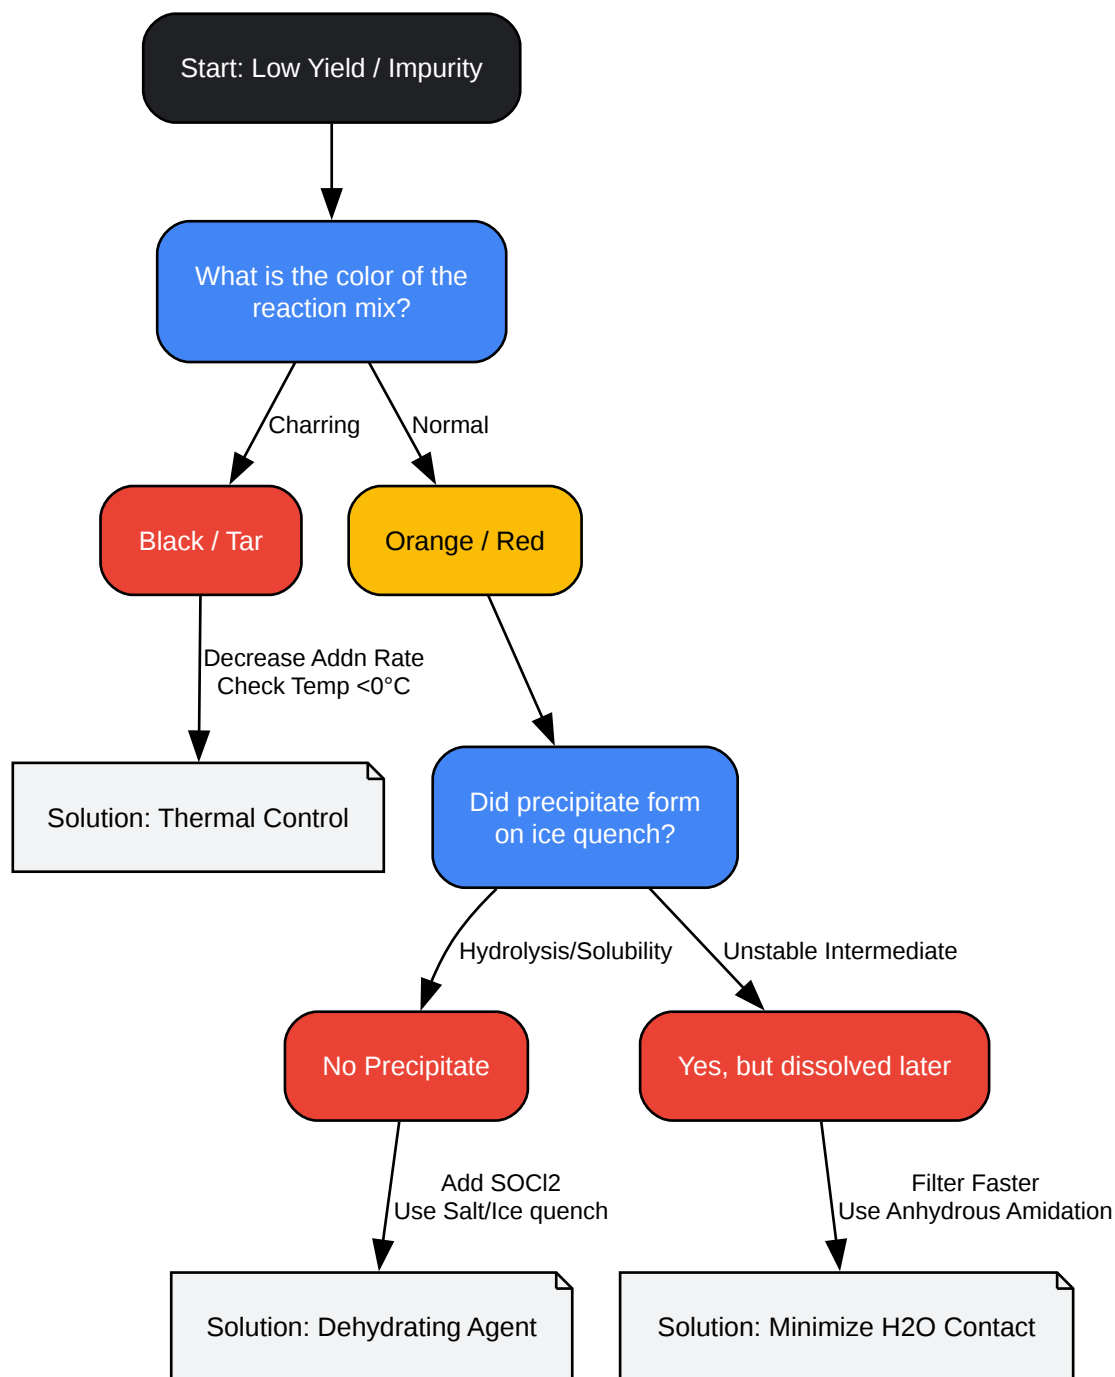 Start: Low Yield / Impurity
What is the color of the
reaction mix?
Charring
Normal
Black / Tar
Orange / Red
Decrease Addn Rate
Check Temp <0°C
Solution: Thermal Control
Did precipitate form
on ice quench?
Hydrolysis/Solubility
Unstable Intermediate
No Precipitate
Yes, but dissolved later
Add SOCl2
Use Salt/Ice quench
Filter Faster
Use Anhydrous Amidation
Solution: Dehydrating Agent
Solution: Minimize H2O Contact